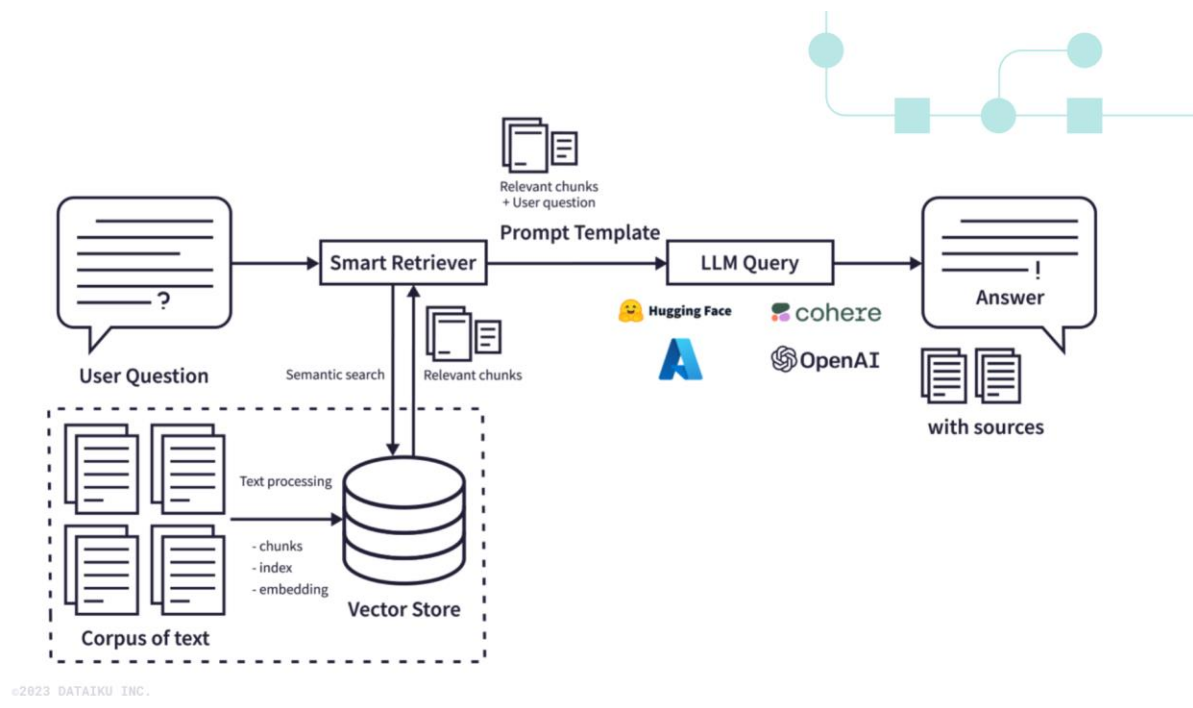 Relevant chunks
+ User question
Prompt Template
?
User Question
Smart Retriever
LLM Query
!
Answer
with sources
Hugging Face
cohere
OpenAI
Semantic search
Relevant chunks
Text processing
- chunks
- index
- embedding
Corpus of text
Vector Store
©2023 DATAIKU INC.